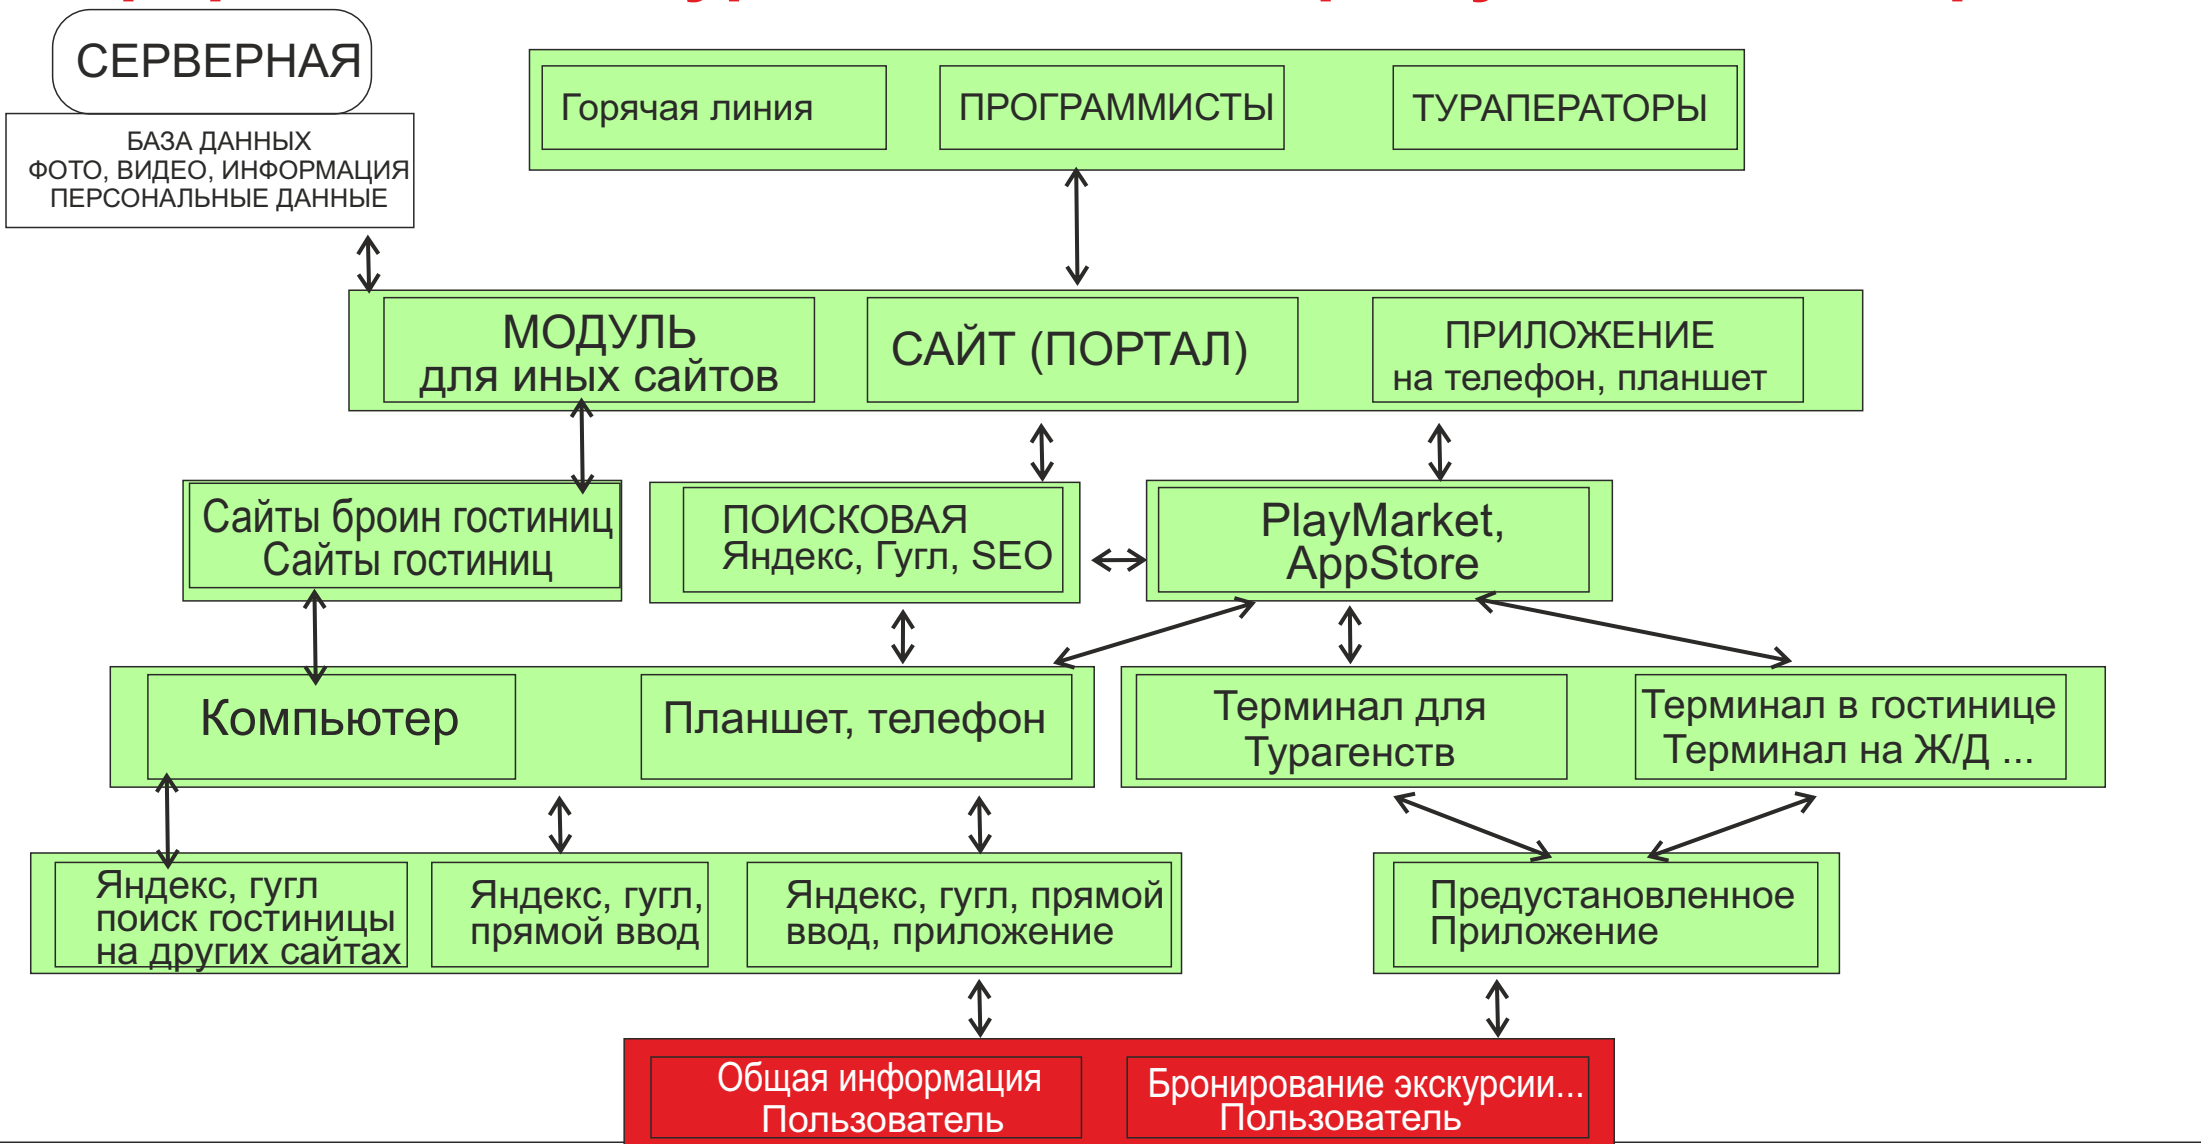 СЕРВЕРНАЯ
БАЗА ДАННЫХ
ФОТО, ВИДЕО, ИНФОРМАЦИЯ
ПЕРСОНАЛЬНЫЕ ДАННЫЕ
Горячая линия
ПРОГРАММИСТЫ
ТУРАПЕРАТОРЫ
МОДУЛЬ
для иных сайтов
САЙТ (ПОРТАЛ)
ПРИЛОЖЕНИЕ
на телефон, планшет
Сайты броин гостиниц
Сайты гостиниц
ПОИСКОВАЯ
Яндекс, Гугл, SEO
PlayMarket,
AppStore
Компьютер
Планшет, телефон
Терминал для
Турагенств
Терминал в гостинице
Терминал на Ж/Д ...
Яндекс, гугл
поиск гостиницы
на других сайтах
Яндекс, гугл,
прямой ввод
Яндекс, гугл, прямой
ввод, приложение
Предустановленное
Приложение
Общая информация
Пользователь
Бронирование экскурсии...
Пользователь